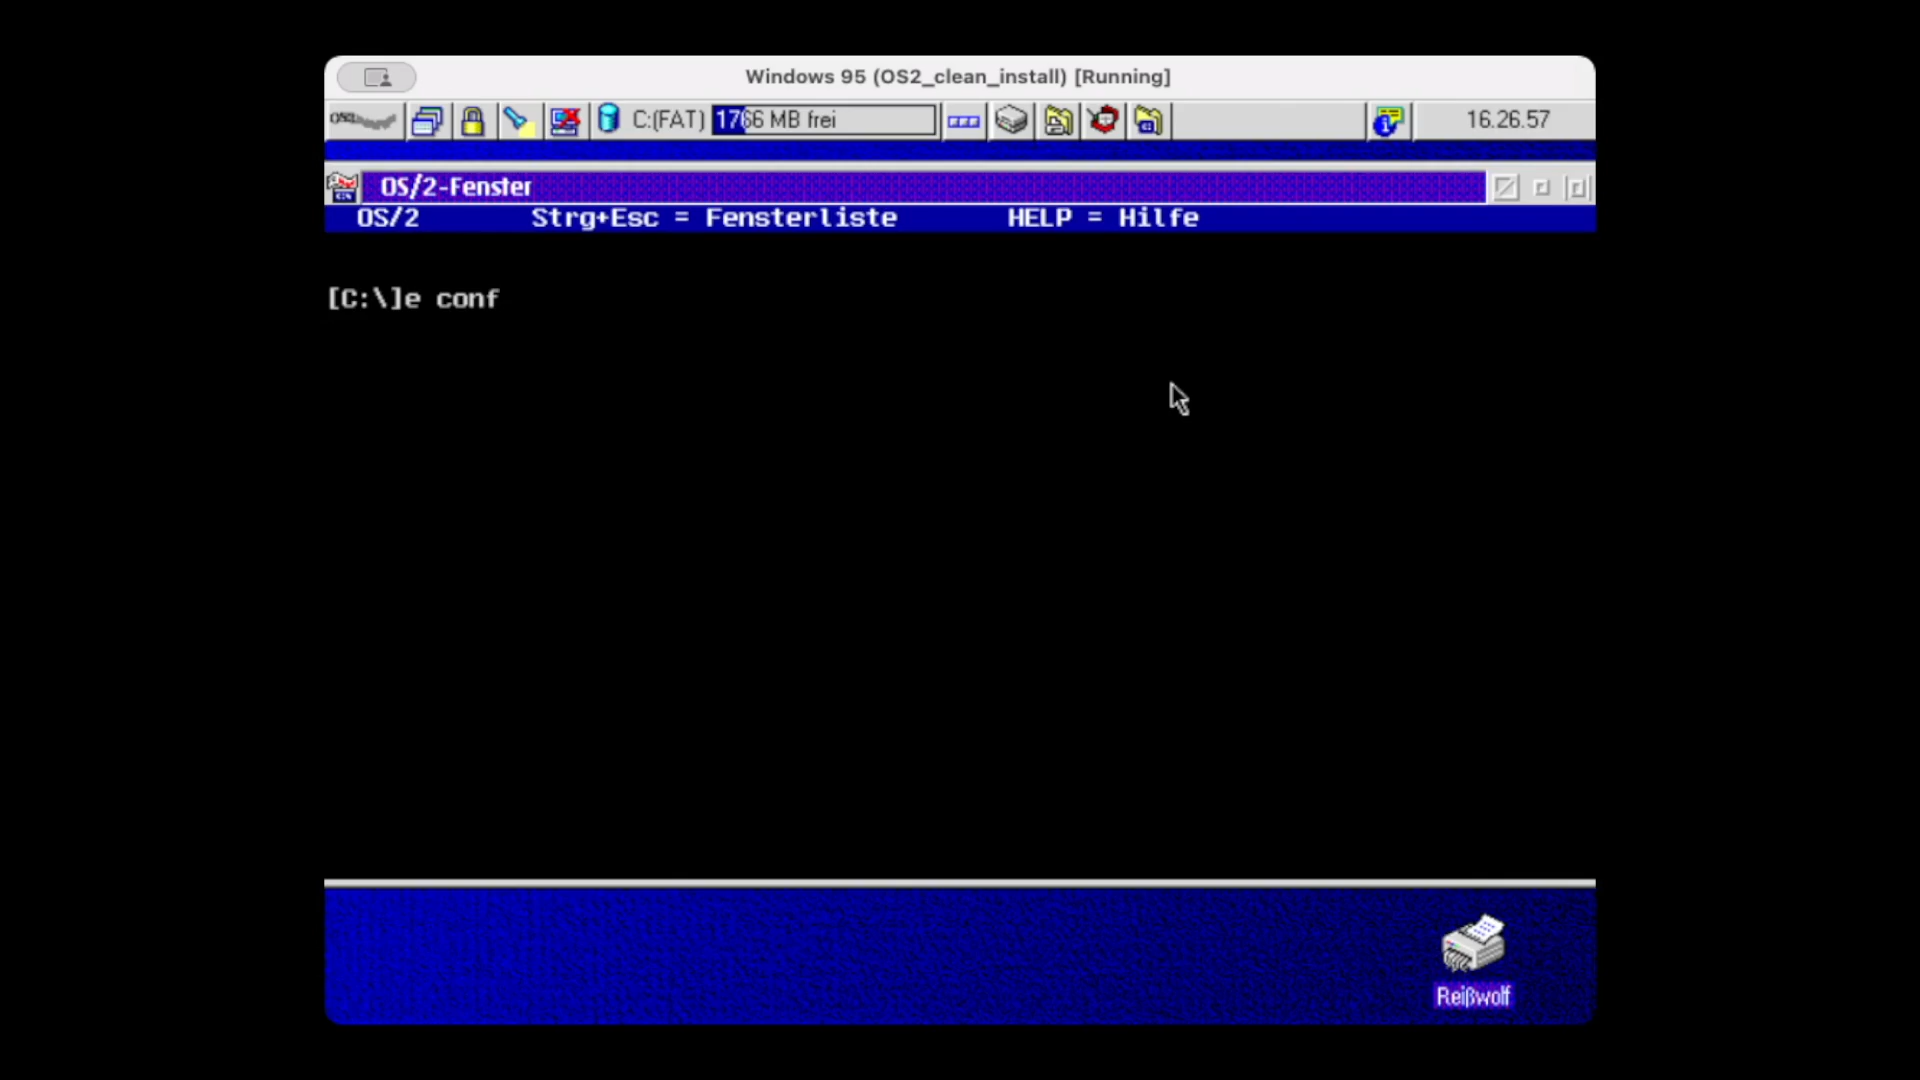 Windows 95 (OS2_clean_install) [Running]
C:(FAT) 1766 MB frei
16.26.57
OS/2-Fenster
OS/2 Strg+Esc = Fensterliste HELP = Hilfe
[C:\]e conf
Reißwolf